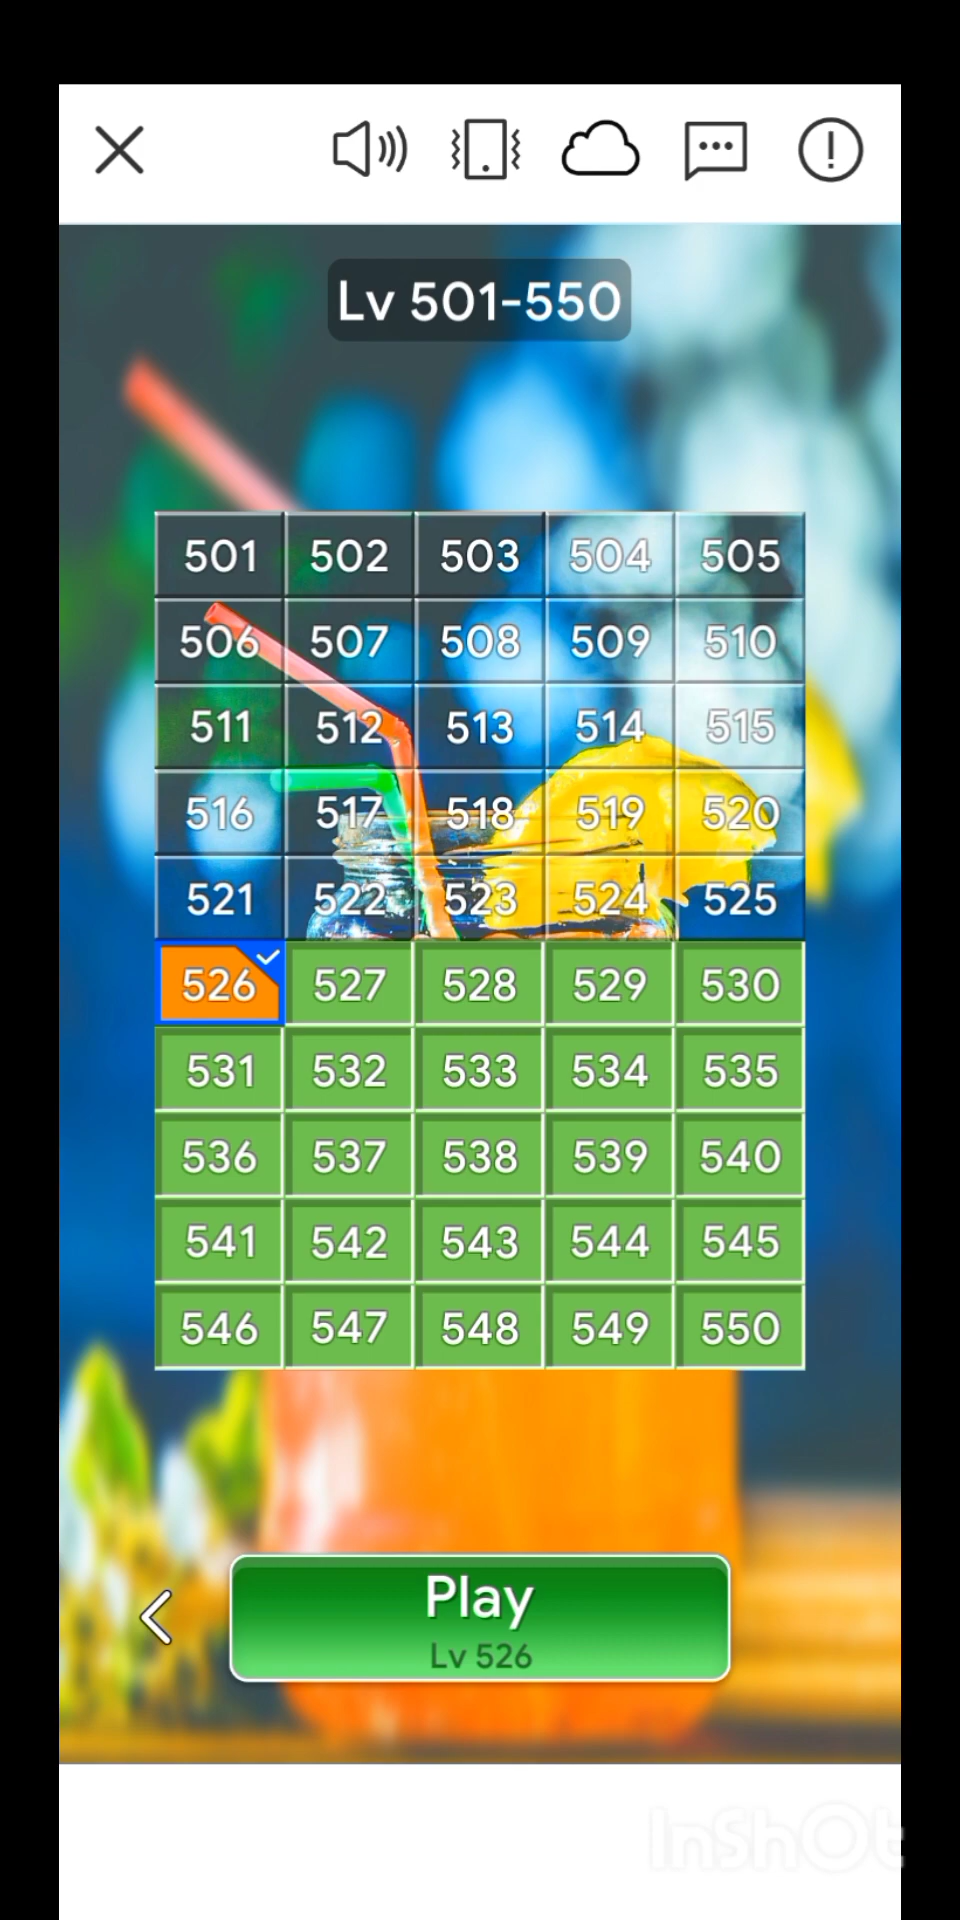 Lv 501-550
501 502 503 504 505
506 507 508 509 510
511 512 513 514 515
516 517 518 519 520
521 522 523 524 525
526 527 528 529 530
531 532 533 534 535
536 537 538 539 540
541 542 543 544 545
546 547 548 549 550
Play
Lv 526
InShOt